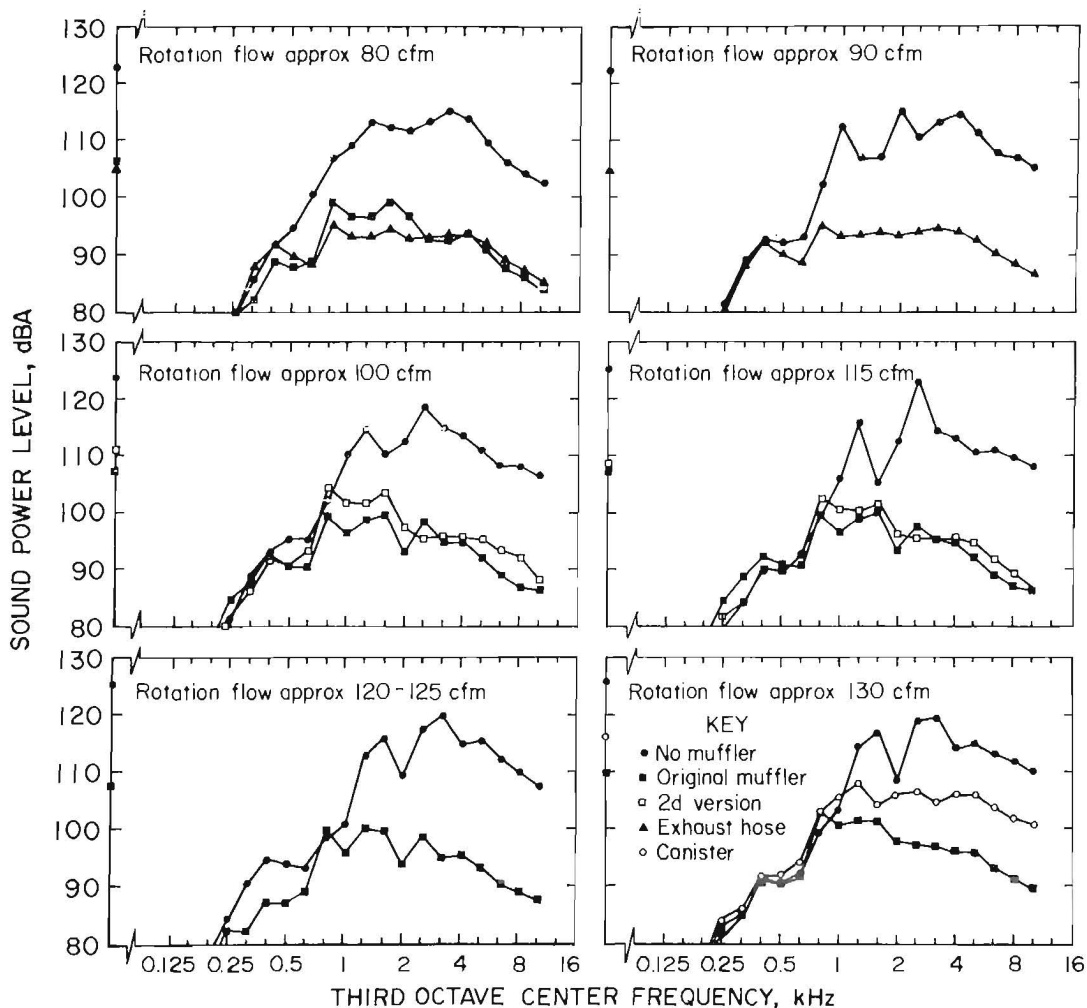 SOUND POWER LEVEL, dBA
130
120
110
100
90
80
Rotation flow approx 80 cfm
Rotation flow approx 90 cfm
130
120
110
100
90
80
Rotation flow approx 100 cfm
Rotation flow approx 115 cfm
130
120
110
100
90
80
Rotation flow approx 120-125 cfm
Rotation flow approx 130 cfm
KEY
No muffler
Original muffler
2d version
Exhaust hose
Canister
0.125 0.25 0.5 1 2 4 8 16
0.125 0.25 0.5 1 2 4 8 16
THIRD OCTAVE CENTER FREQUENCY, kHz